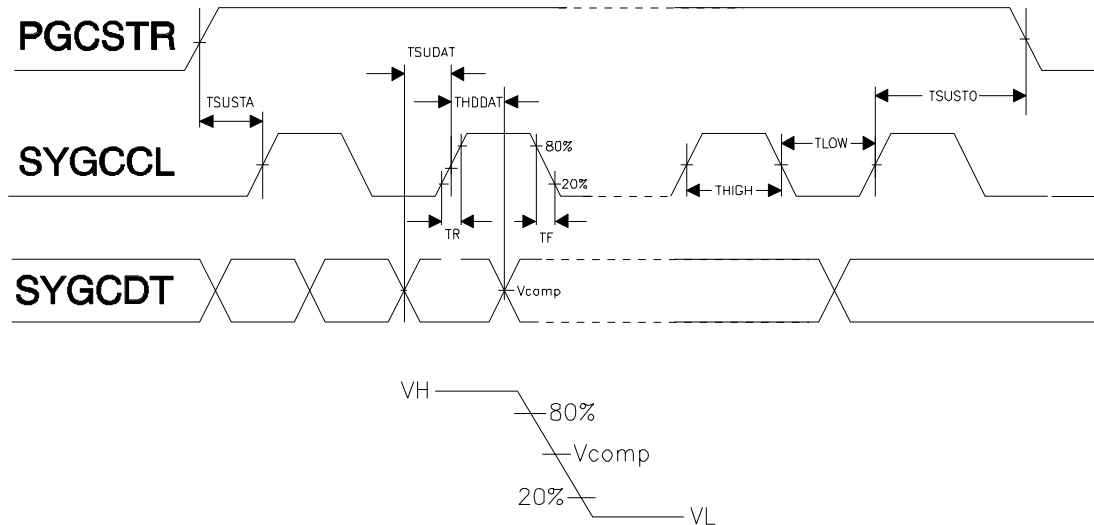 PGCSTR
TSUDAT
TSUSTA
THDDAT
TSUSTO
SYGCCL
80%
TLOW
20%
THIGH
TR
TF
SYGCDT
Vcomp
VH
80%
Vcomp
20%
VL